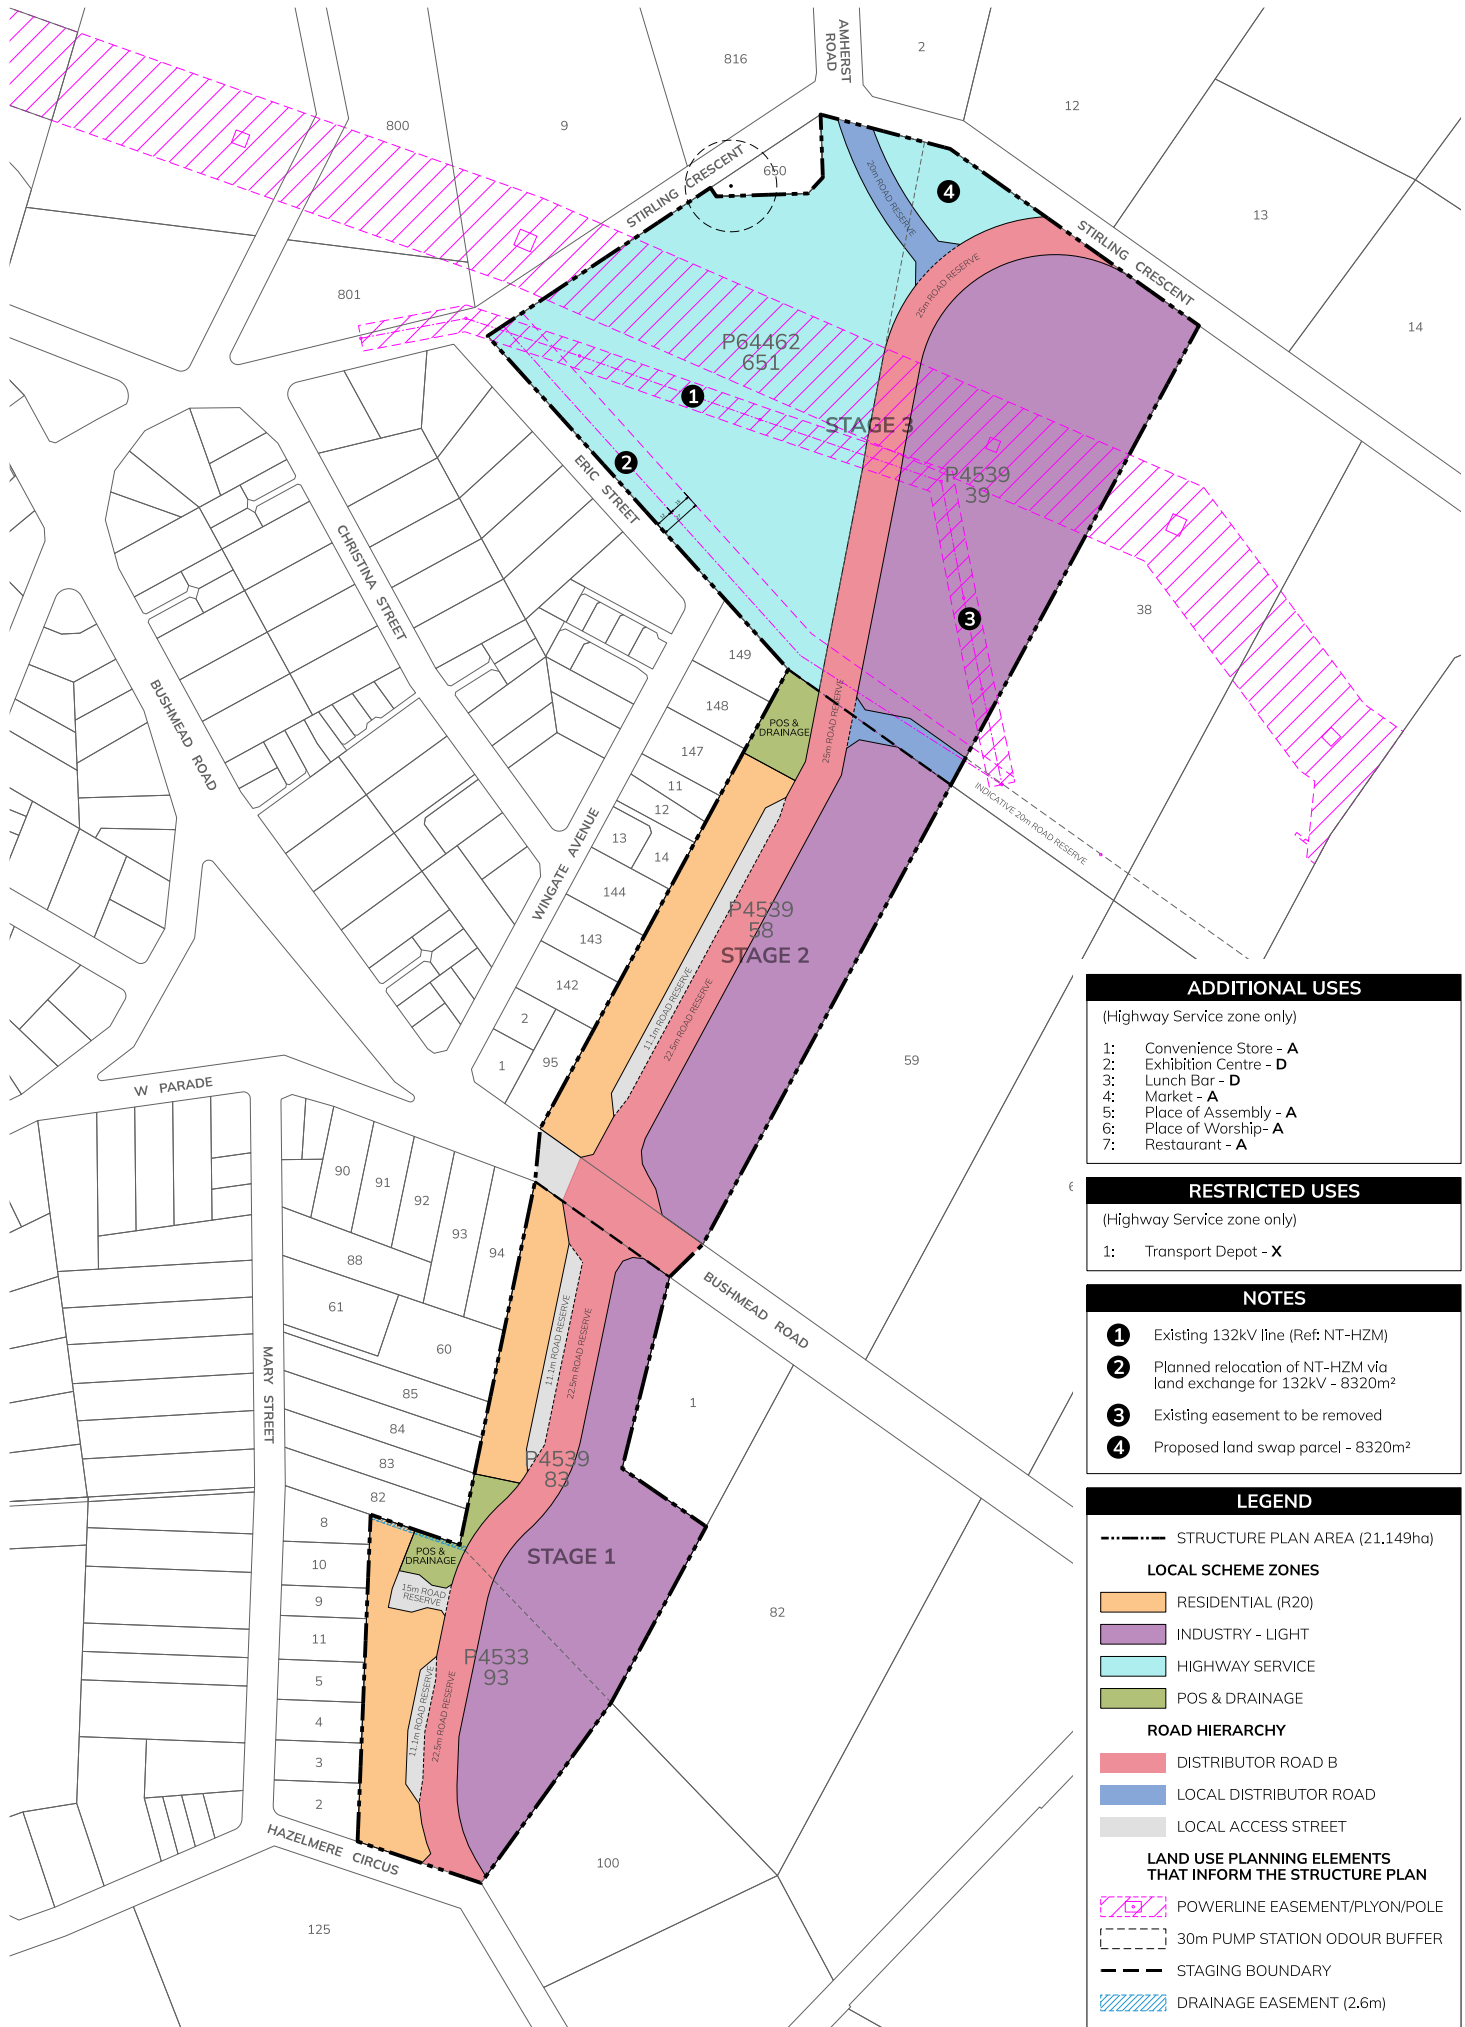 AMHERST
ROAD
2
816
12
800
9
650
STIRLING CRESCENT
20m ROAD RESERVE
4
13
STIRLING CRESCENT
25m ROAD RESERVE
801
14
P64462
651
1
STAGE 3
2
P4539
39
ERIC STREET
CHRISTINA STREET
3
38
149
148
POS &
DRAINAGE
25m ROAD RESERVE
147
BUSHMEAD ROAD
11
12
INDICATIVE 20m ROAD RESERVE
13
14
WINGATE AVENUE
144
P4539
58
143
STAGE 2
142
11.1m ROAD RESERVE
22.5m ROAD RESERVE
2
1
95
59
W PARADE
90
91
92
93
94
88
61
60
BUSHMEAD ROAD
11.1m ROAD RESERVE
22.5m ROAD RESERVE
MARY STREET
85
84
83
82
1
P4539
83
8
POS &
DRAINAGE
STAGE 1
10
15m ROAD
RESERVE
9
82
11
P4533
93
5
11.1m ROAD RESERVE
22.5m ROAD RESERVE
4
3
2
HAZELMERE CIRCUS
100
125
ADDITIONAL USES
(Highway Service zone only)
1: Convenience Store - A
2: Exhibition Centre - D
3: Lunch Bar - D
4: Market - A
5: Place of Assembly - A
6: Place of Worship- A
7: Restaurant - A
RESTRICTED USES
(Highway Service zone only)
1: Transport Depot - X
NOTES
1 Existing 132kV line (Ref: NT-HZM)
2 Planned relocation of NT-HZM via
land exchange for 132kV - 8320m²
3 Existing easement to be removed
4 Proposed land swap parcel - 8320m²
LEGEND
STRUCTURE PLAN AREA (21.149ha)
LOCAL SCHEME ZONES
RESIDENTIAL (R20)
INDUSTRY - LIGHT
HIGHWAY SERVICE
POS & DRAINAGE
ROAD HIERARCHY
DISTRIBUTOR ROAD B
LOCAL DISTRIBUTOR ROAD
LOCAL ACCESS STREET
LAND USE PLANNING ELEMENTS
THAT INFORM THE STRUCTURE PLAN
POWERLINE EASEMENT/PLYON/POLE
30m PUMP STATION ODOUR BUFFER
STAGING BOUNDARY
DRAINAGE EASEMENT (2.6m)